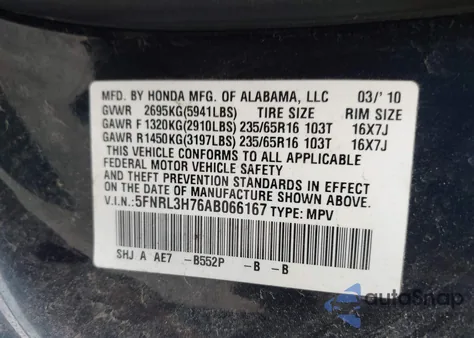 MFD. BY HONDA MFG. OF ALABAMA, LLC 03/' 10
GVWR 2695KG(5941LBS) TIRE SIZE RIM SIZE
GAWR F 1320KG(2910LBS) 235/65R16 103T 16X7J
GAWR R1450KG(3197LBS) 235/65R16 103T 16X7J
THIS VEHICLE CONFORMS TO ALL APPLICABLE
FEDERAL MOTOR VEHICLE SAFETY
AND THEFT PREVENTION STANDARDS IN EFFECT
ON THE DATE OF MANUFACTURE SHOWN ABOVE.
V.I.N.:5FNRL3H76AB066167 TYPE: MPV
SHJ A AE7 -B552P -B -B
autoSnap